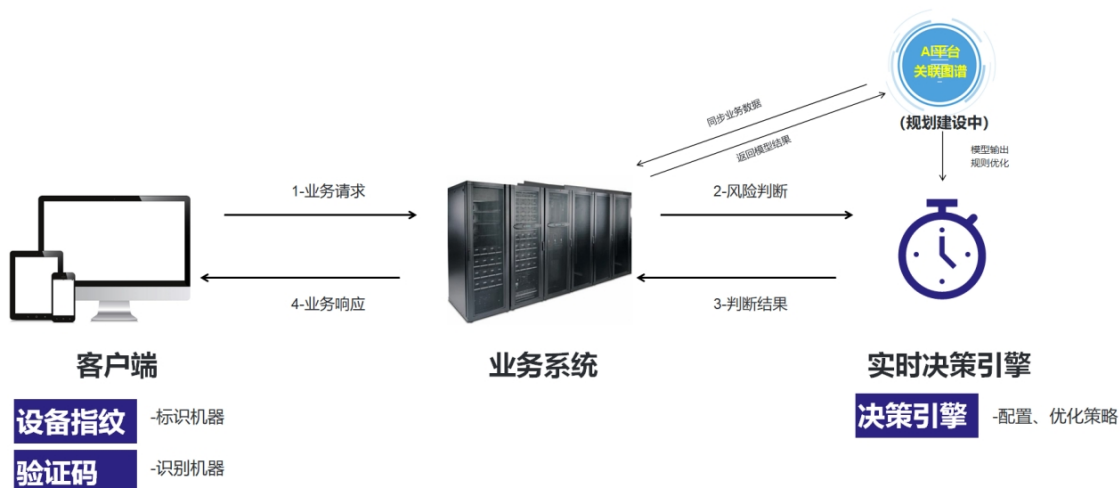 AI平台
关联图谱
（规划建设中）
同步业务数据
返回模型结果
模型输出
规则优化
1-业务请求
2-风险判断
4-业务响应
3-判断结果
客户端
业务系统
实时决策引擎
设备指纹 -标识机器
决策引擎 -配置、优化策略
验证码 -识别机器